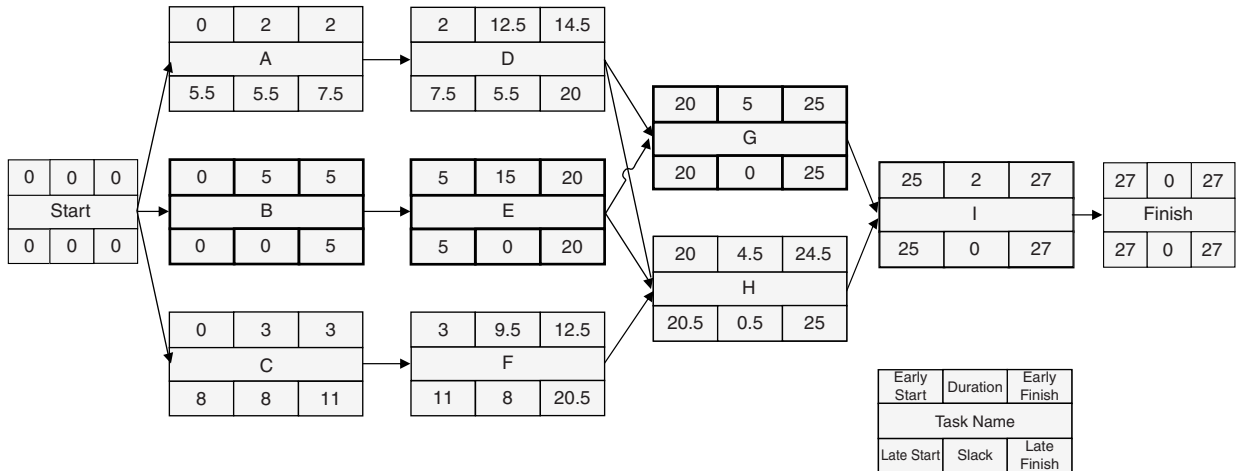 0 2 2
A
5.5 5.5 7.5
2 12.5 14.5
D
7.5 5.5 20
20 5 25
G
20 0 25
0 0 0
Start
0 0 0
0 5 5
B
0 0 5
5 15 20
E
5 0 20
25 2 27
I
25 0 27
27 0 27
Finish
27 0 27
20 4.5 24.5
H
20.5 0.5 25
0 3 3
C
8 8 11
3 9.5 12.5
F
11 8 20.5
Early Start
Duration
Early Finish
Task Name
Late Start
Slack
Late Finish